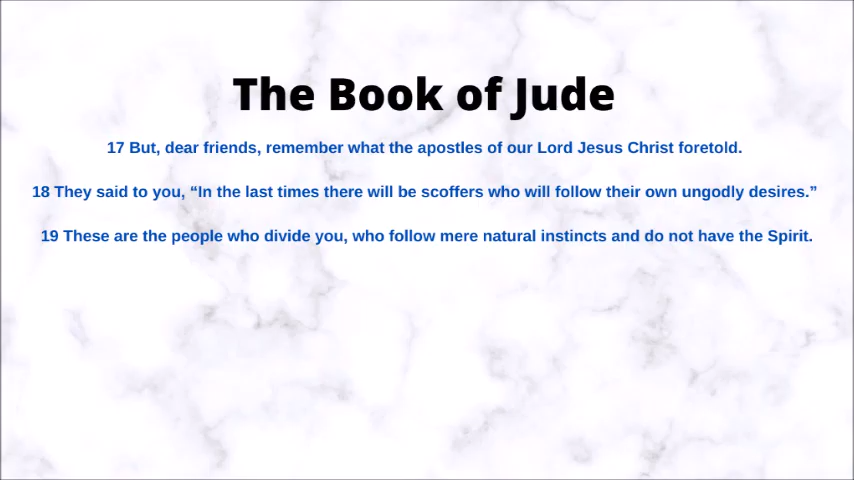 The Book of Jude
17 But, dear friends, remember what the apostles of our Lord Jesus Christ foretold.
18 They said to you, “In the last times there will be scoffers who will follow their own ungodly desires.”
19 These are the people who divide you, who follow mere natural instincts and do not have the Spirit.